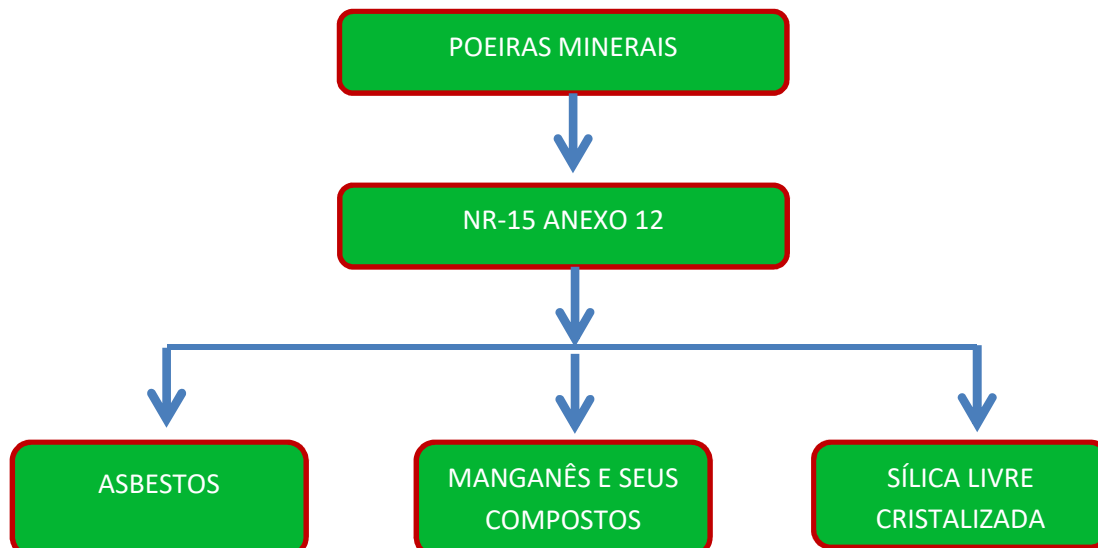 POEIRAS MINERAIS
NR-15 ANEXO 12
ASBESTOS
MANGANÊS E SEUS
COMPOSTOS
SÍLICA LIVRE
CRISTALIZADA